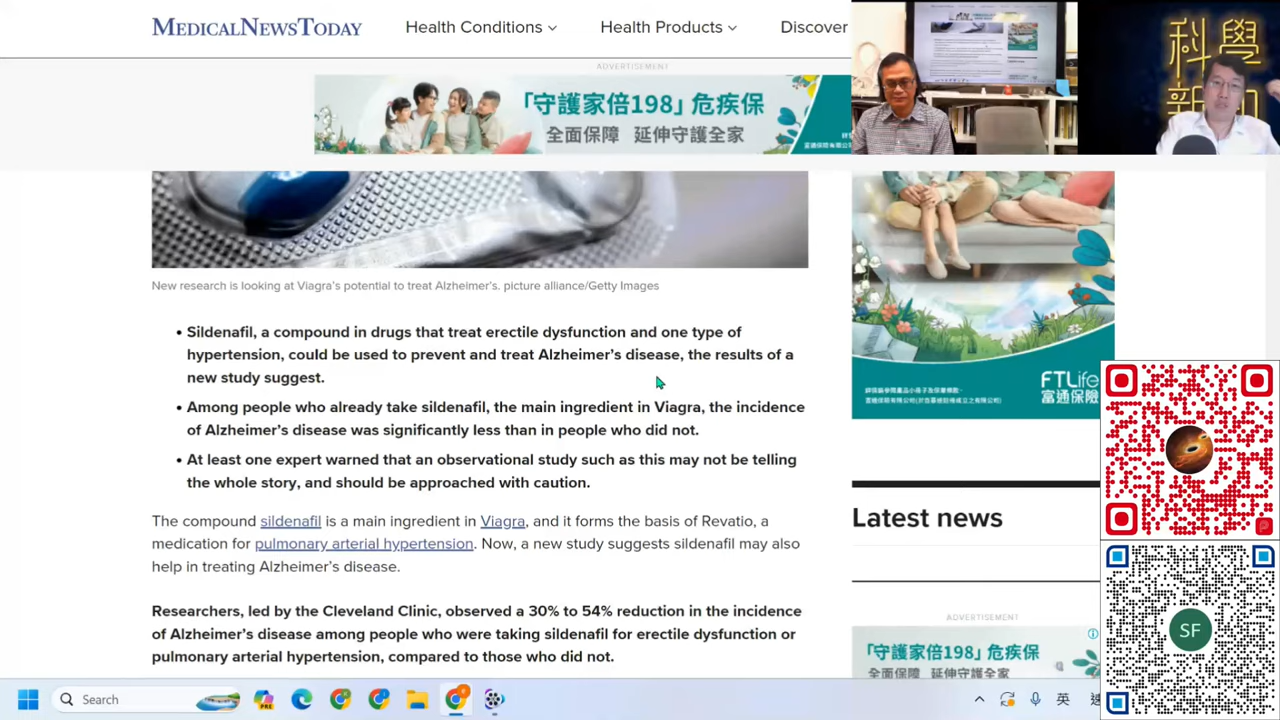 MEDICALNEWSTODAY
Health Conditions
Health Products
Discover
ADVERTISEMENT
「守護家倍198」危疾保
全面保障 延伸守護全家
科學
新知
New research is looking at Viagra's potential to treat Alzheimer's. picture alliance/Getty Images
• Sildenafil, a compound in drugs that treat erectile dysfunction and one type of
hypertension, could be used to prevent and treat Alzheimer's disease, the results of a
new study suggest.
• Among people who already take sildenafil, the main ingredient in Viagra, the incidence
of Alzheimer's disease was significantly less than in people who did not.
• At least one expert warned that an observational study such as this may not be telling
the whole story, and should be approached with caution.
The compound sildenafil is a main ingredient in Viagra, and it forms the basis of Revatio, a
medication for pulmonary arterial hypertension. Now, a new study suggests sildenafil may also
help in treating Alzheimer's disease.
Researchers, led by the Cleveland Clinic, observed a 30% to 54% reduction in the incidence
of Alzheimer's disease among people who were taking sildenafil for erectile dysfunction or
pulmonary arterial hypertension, compared to those who did not.
FTLife
富通保險
Latest news
ADVERTISEMENT
「守護家倍198」危疾保
全面保障 延伸守護全家
SF
Search
英
速